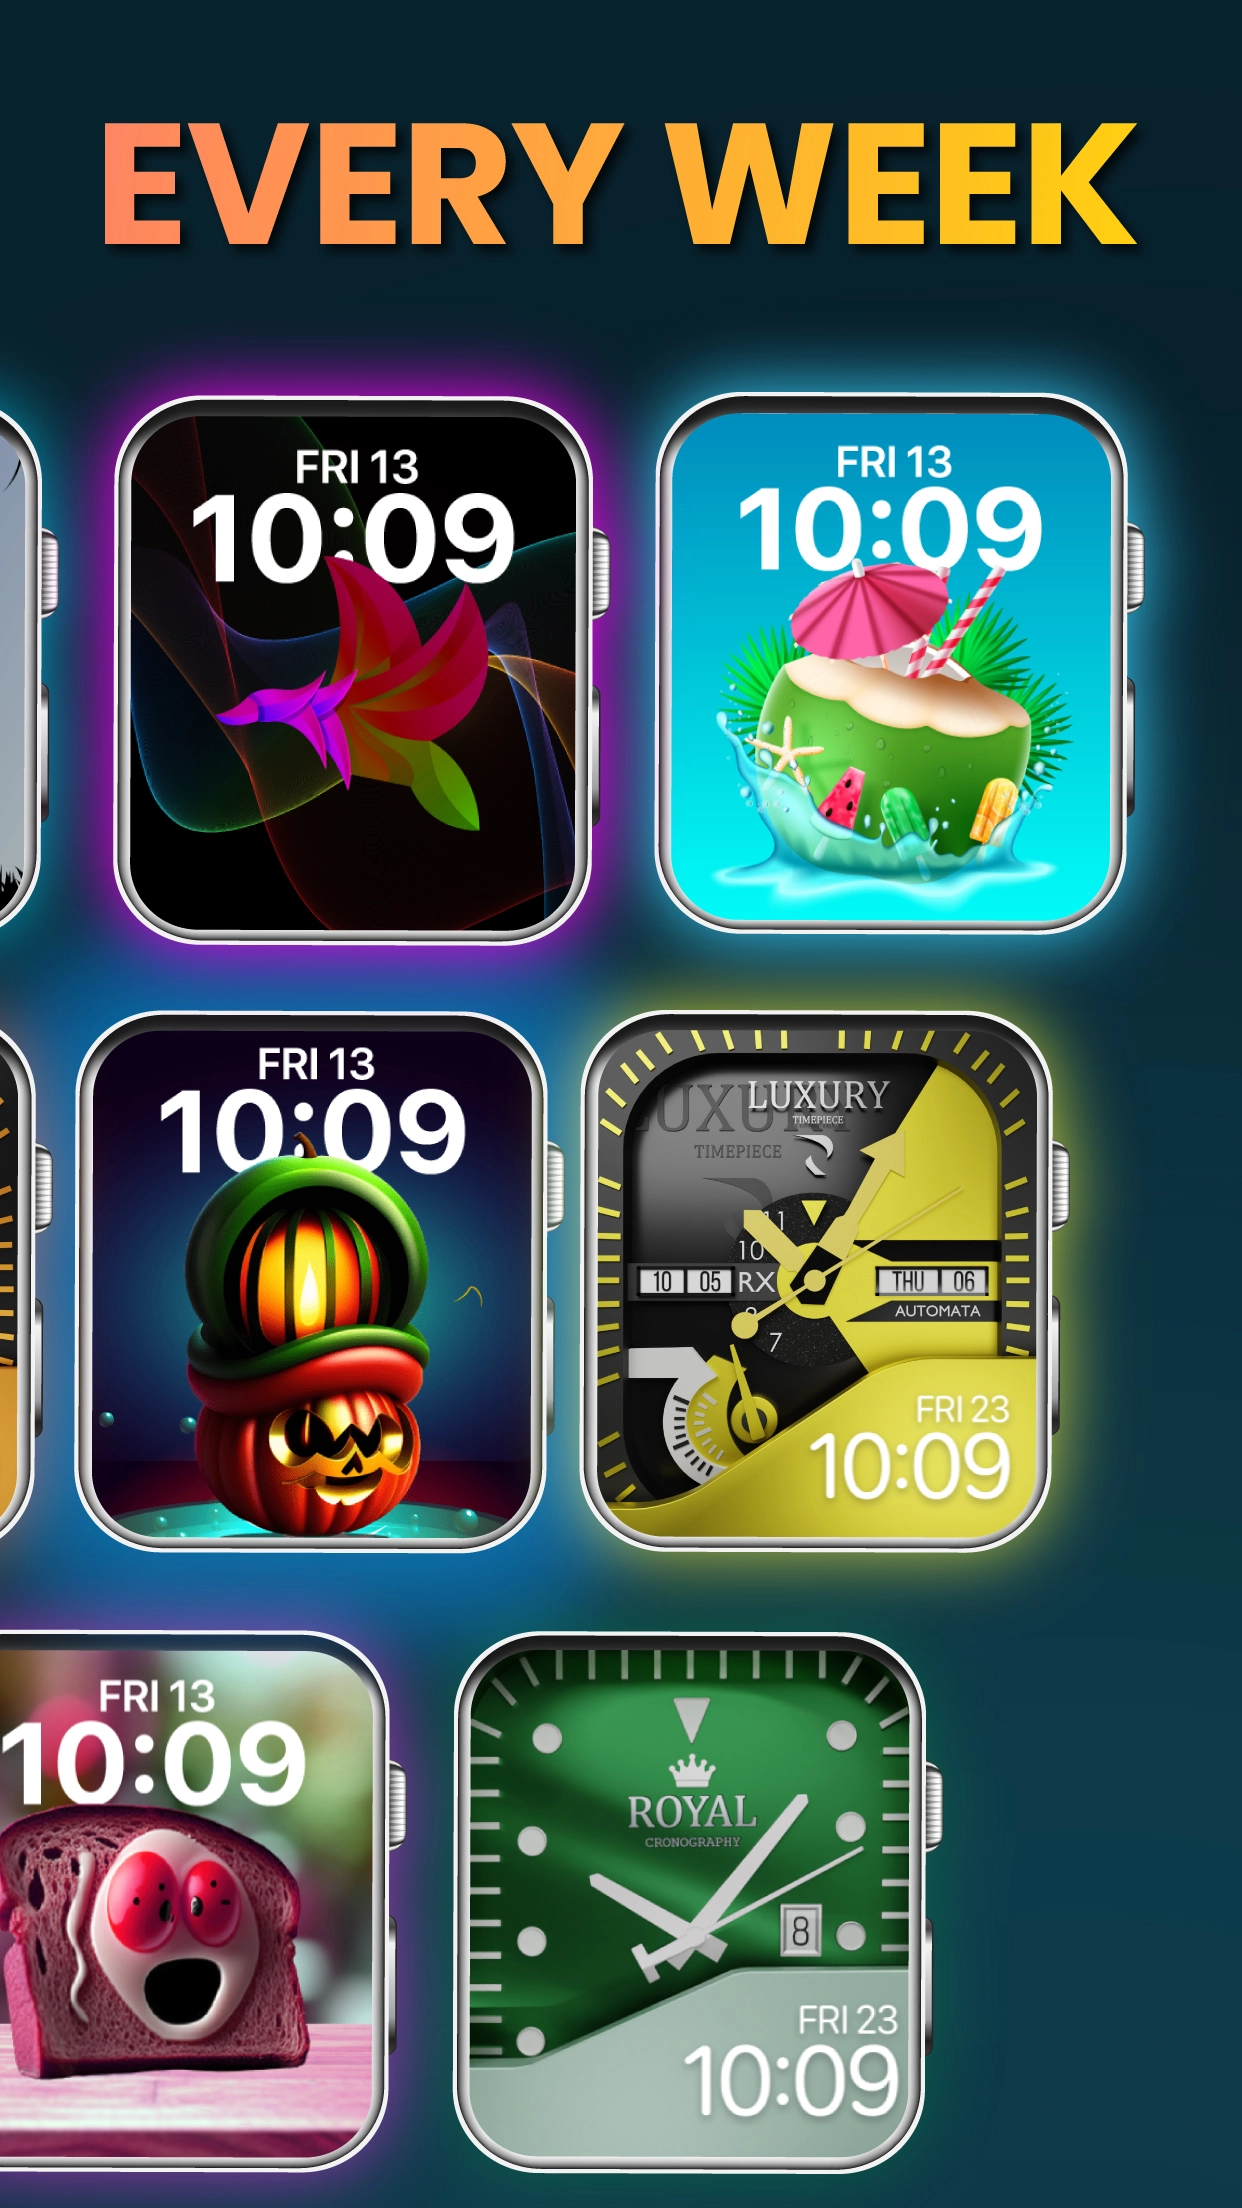 EVERY WEEK
FRI 13
10:09
FRI 13
10:09
FRI 13
10:09
LUXURY
TIMEPIECE
LUXURY
TIMEPIECE
11
10
10 05 RX
THU 06
AUTOMATA
7
FRI 23
10:09
FRI 13
10:09
ROYAL
CRONOGRAPHY
8
FRI 23
10:09